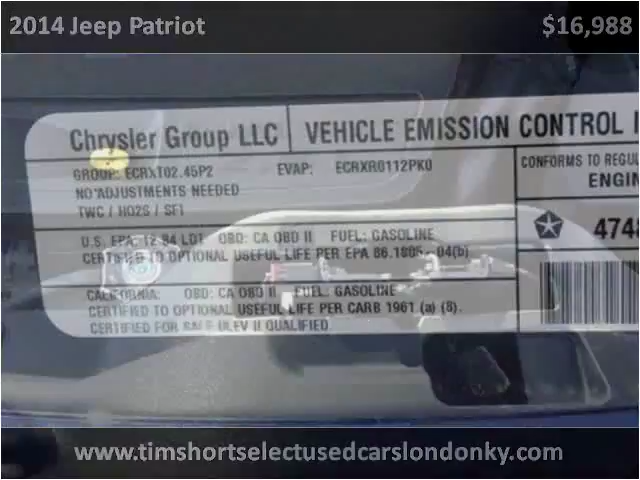 2014 Jeep Patriot $16,988
Chrysler Group LLC VEHICLE EMISSION CONTROL
GROUP: ECRXT02.45P2 EVAP: ECRXR0112PK0
CONFORMS TO REGUL
NO ADJUSTMENTS NEEDED
ENGIN
TWC / HO2S / SFI
4748
U.S. EPA: OBD: CA OBD II FUEL: GASOLINE
CERTIFIED TO OPTIONAL USEFUL LIFE PER EPA 86.1805-04(b)
CALIFORNIA: OBD: CA OBD II FUEL: GASOLINE
CERTIFIED TO OPTIONAL USEFUL LIFE PER CARB 1961 (a) (8).
CERTIFIED FOR SALE ULEV II QUALIFIED.
www.timshortselectusedcarslondonky.com